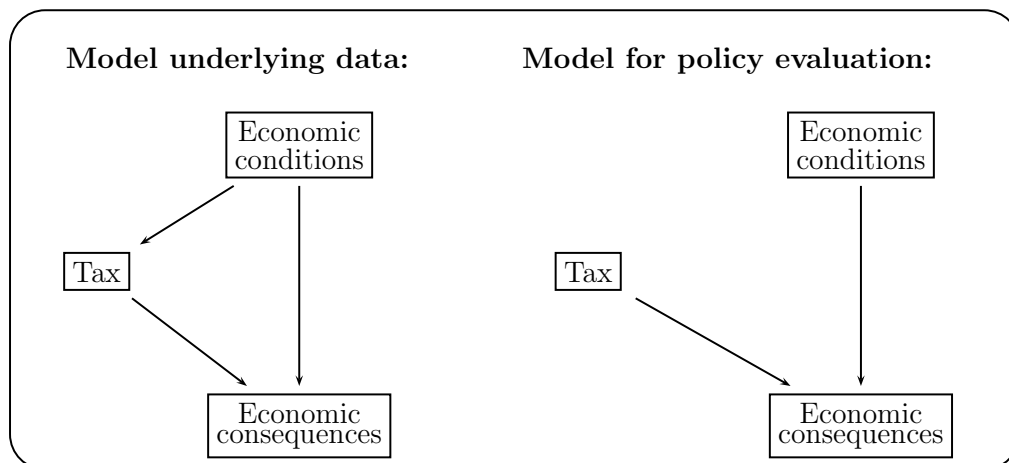 Model underlying data:
Economic
conditions
Tax
Economic
consequences
Model for policy evaluation:
Economic
conditions
Tax
Economic
consequences